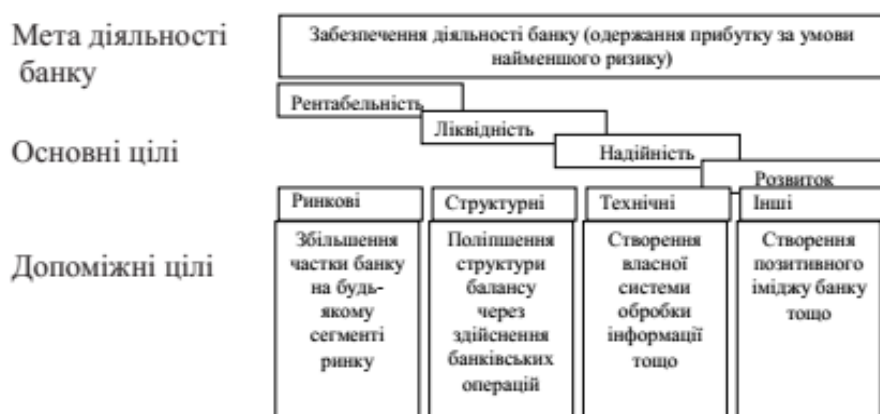 Мета діяльності
банку
Забезпечення діяльності банку (одержання прибутку за умови
найменшого ризику)
Рентабельність
Ліквідність
Надійність
Розвиток
Основні цілі
Ринкові
Структурні
Технічні
Інші
Допоміжні цілі
Збільшення
частки банку
на будь-
якому
сегменті
ринку
Поліпшення
структури
балансу
через
здійснення
банківських
операцій
Створення
власної
системи
обробки
інформації
тощо
Створення
позитивного
іміджу банку
тощо